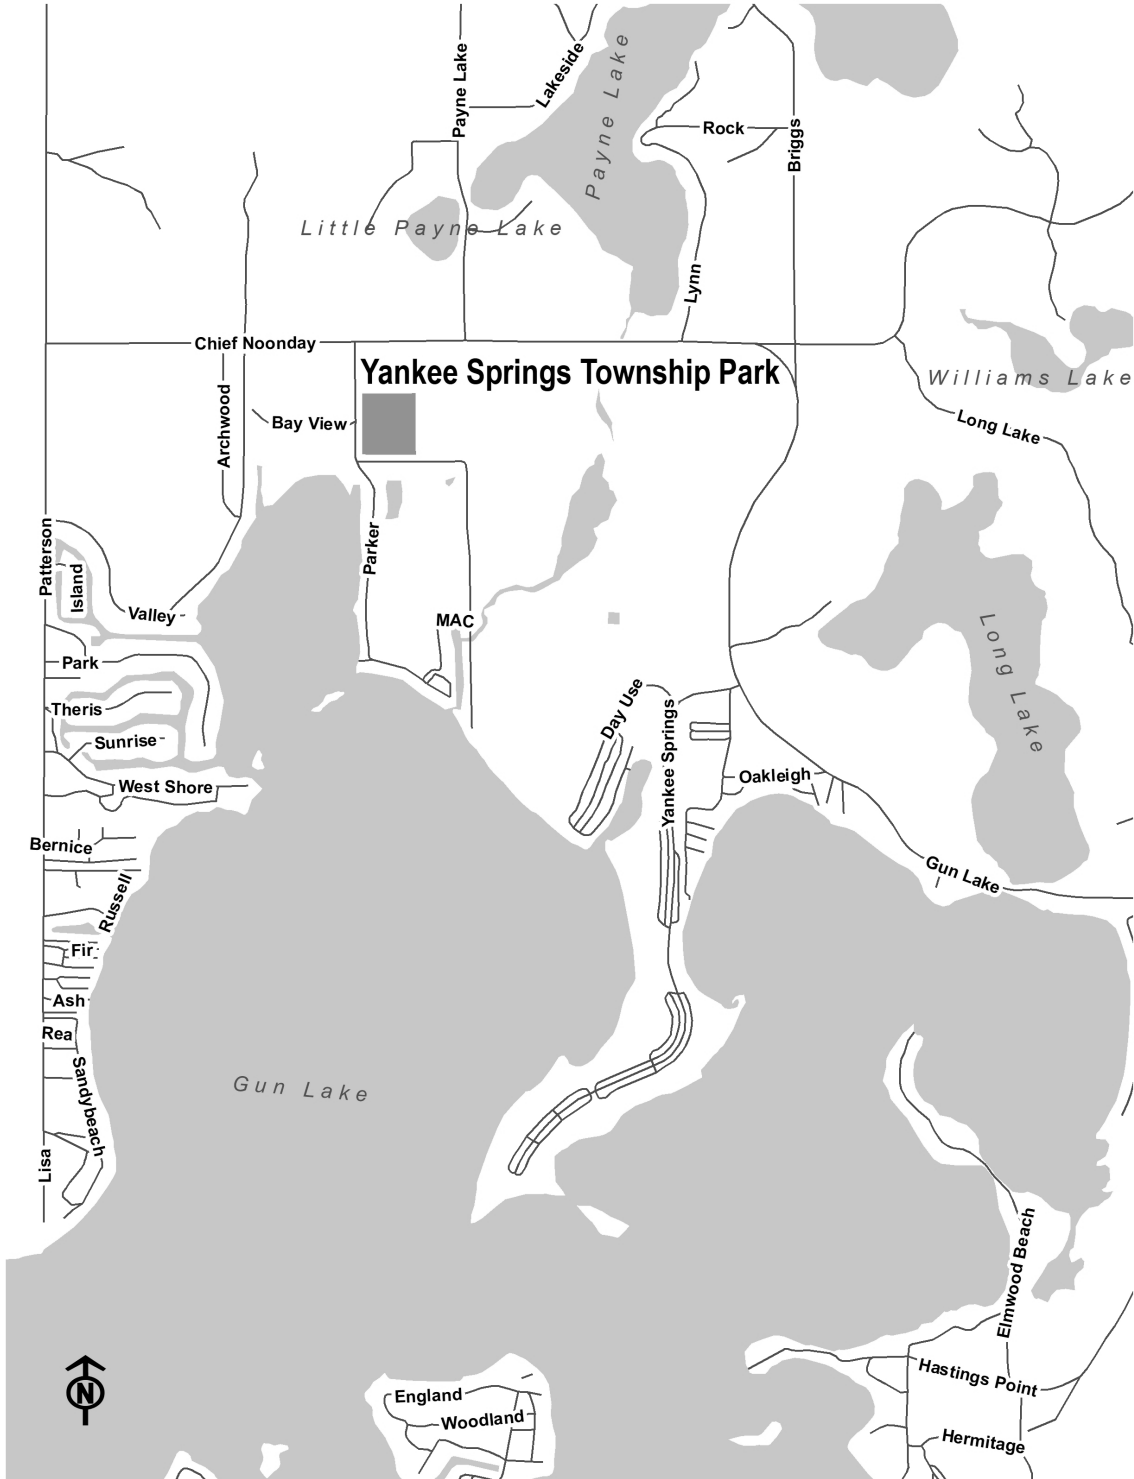 Payne Lake
Lakeside
Payne Lake
Rock
Briggs
Little Payne Lake
Lynn
Chief Noonday
Yankee Springs Township Park
Williams Lake
Archwood
Bay View
Long Lake
Patterson
Island
Parker
Valley
MAC
Long Lake
Park
Theris
Day Use
Yankee Springs
Sunrise
West Shore
Oakleigh
Bernice
Gun Lake
Russell
Fir
Ash
Rea
Sandybeach
Gun Lake
Lisa
Elmwood Beach
N
England
Woodland
Hastings Point
Hermitage